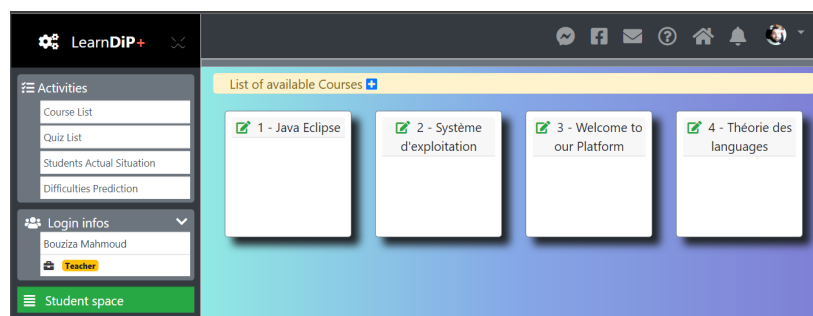 LearnDiP+
Activities
Course List
Quiz List
Students Actual Situation
Difficulties Prediction
Login infos
Bouziza Mahmoud
Teacher
Student space
List of available Courses
1 - Java Eclipse
2 - Système
d'exploitation
3 - Welcome to
our Platform
4 - Théorie des
languages